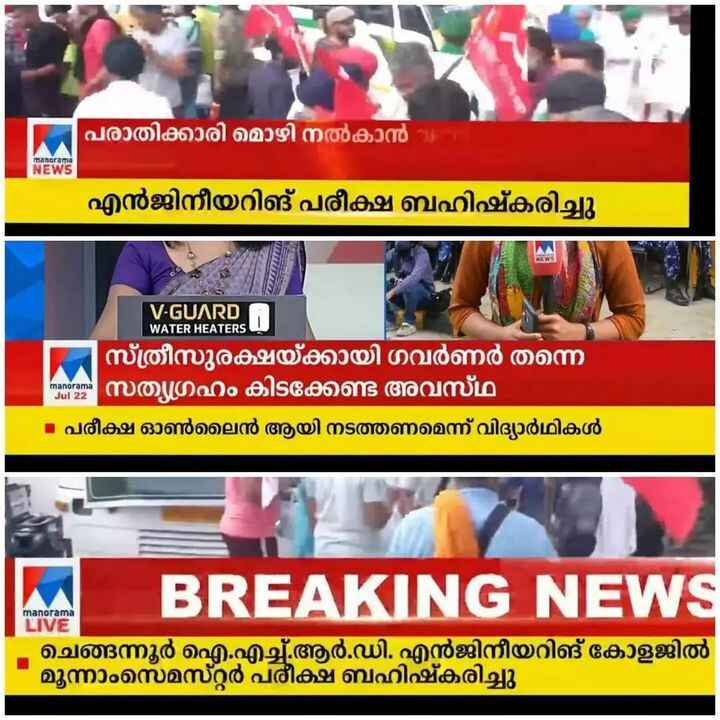 പരാതിക്കാരി മൊഴി നൽകാൻ
manorama
NEWS
എൻജിനീയറിങ് പരീക്ഷ ബഹിഷ്കരിച്ചു
NEWS
V-GUARD
WATER HEATERS
സ്ത്രീസുരക്ഷയ്ക്കായി ഗവർണർ തന്നെ
സത്യഗ്രഹം കിടക്കേണ്ട അവസ്ഥ
manorama
Jul 22
പരീക്ഷ ഓൺലൈൻ ആയി നടത്തണമെന്ന് വിദ്യാർഥികൾ
BREAKING NEWS
manorama
LIVE
ചെങ്ങന്നൂർ ഐ.എച്ച്.ആർ.ഡി. എൻജിനീയറിങ് കോളജിൽ
മൂന്നാംസെമസ്റ്റർ പരീക്ഷ ബഹിഷ്കരിച്ചു